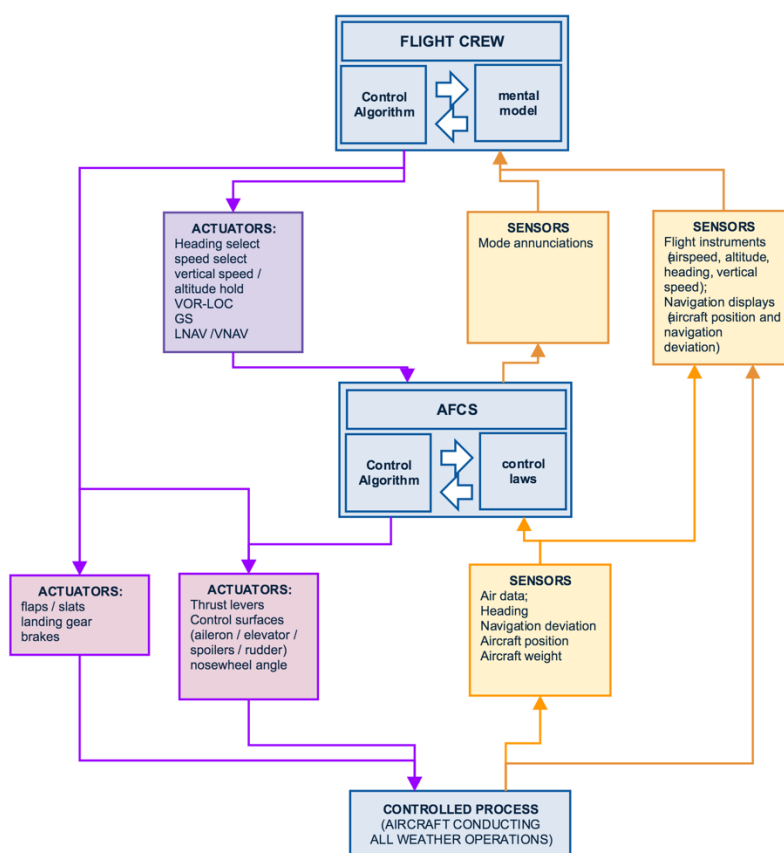 FLIGHT CREW
Control
Algorithm
mental
model
ACTUATORS:
Heading select
speed select
vertical speed /
altitude hold
VOR-LOC
GS
LNAV /VNAV
SENSORS
Mode annunciations
SENSORS
Flight instruments
(airspeed, altitude,
heading, vertical
speed);
Navigation displays
(aircraft position and
navigation
deviation)
AFCS
Control
Algorithm
control
laws
ACTUATORS:
flaps / slats
landing gear
brakes
ACTUATORS:
Thrust levers
Control surfaces
(aileron / elevator /
spoilers / rudder)
nosewheel angle
SENSORS
Air data;
Heading
Navigation deviation
Aircraft position
Aircraft weight
CONTROLLED PROCESS
(AIRCRAFT CONDUCTING
ALL WEATHER OPERATIONS)